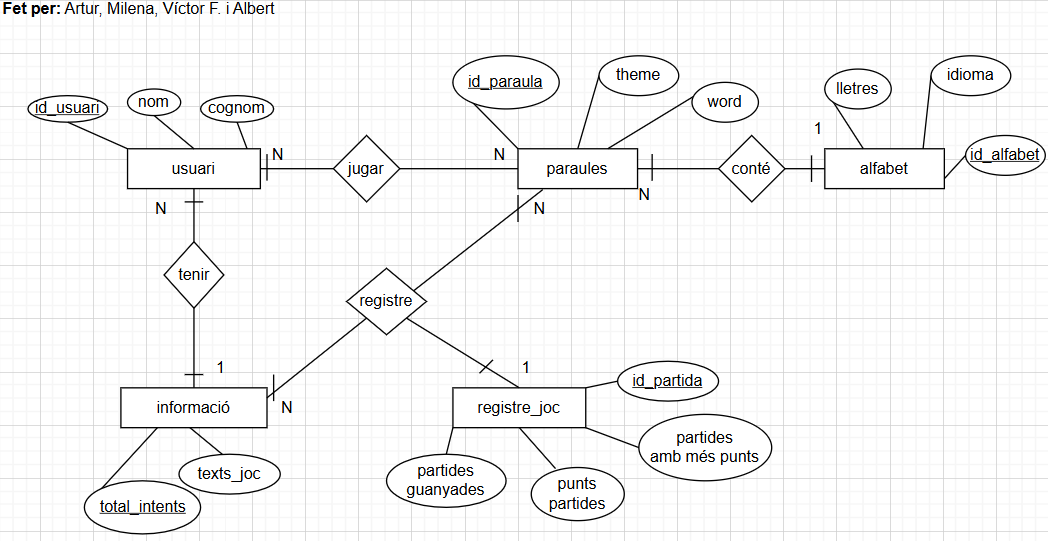 Fet per: Artur, Milena, Víctor F. i Albert
id_usuari
nom
cognom
id_paraula
theme
word
lletres
idioma
id_alfabet
usuari
N
jugar
N
paraules
N
conté
1
alfabet
N
tenir
1
N
registre
N
1
informació
registre_joc
id_partida
texts_joc
total_intents
partides
guanyades
punts
partides
partides
amb més punts